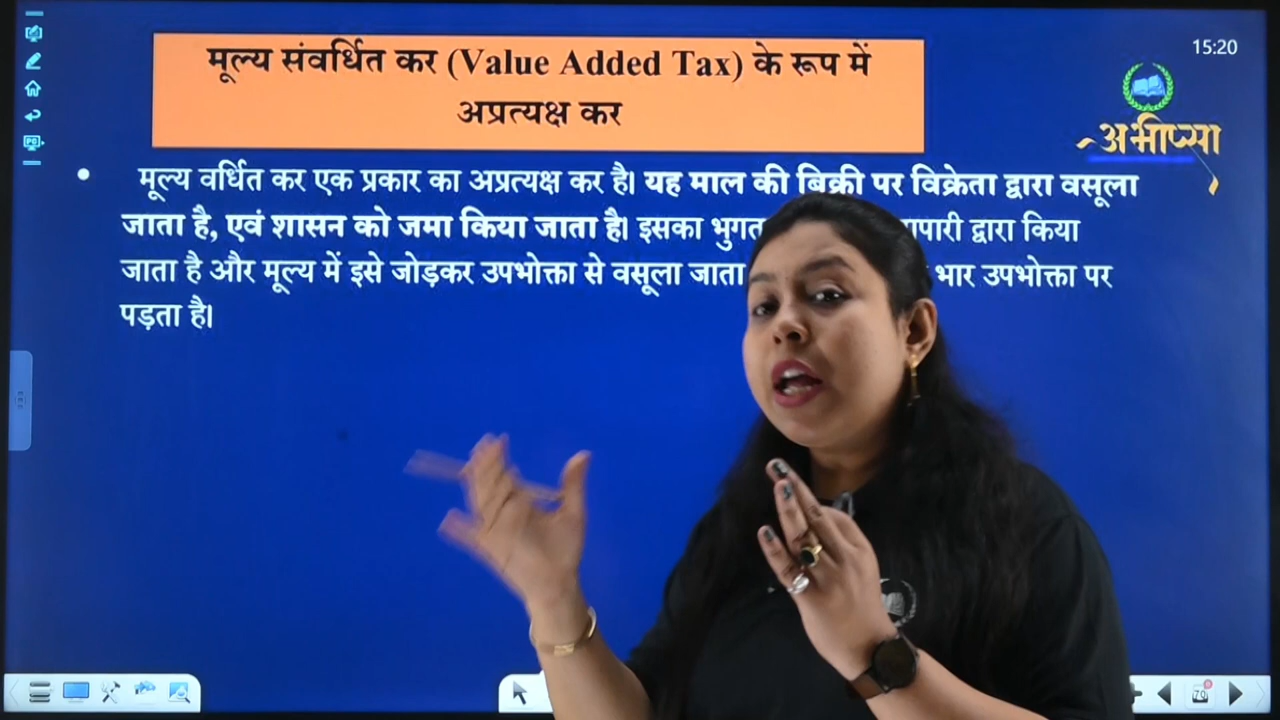 मूल्य संवर्धित कर (Value Added Tax) के रूप में
अप्रत्यक्ष कर
15:20
अभीप्सा
• मूल्य वर्धित कर एक प्रकार का अप्रत्यक्ष कर है। यह माल की बिक्री पर विक्रेता द्वारा वसूला
जाता है, एवं शासन को जमा किया जाता है। इसका द्वारा किया
जाता है और मूल्य में इसे जोड़कर उपभोक्ता से वसूला जाता भार उपभोक्ता पर
पड़ता है।